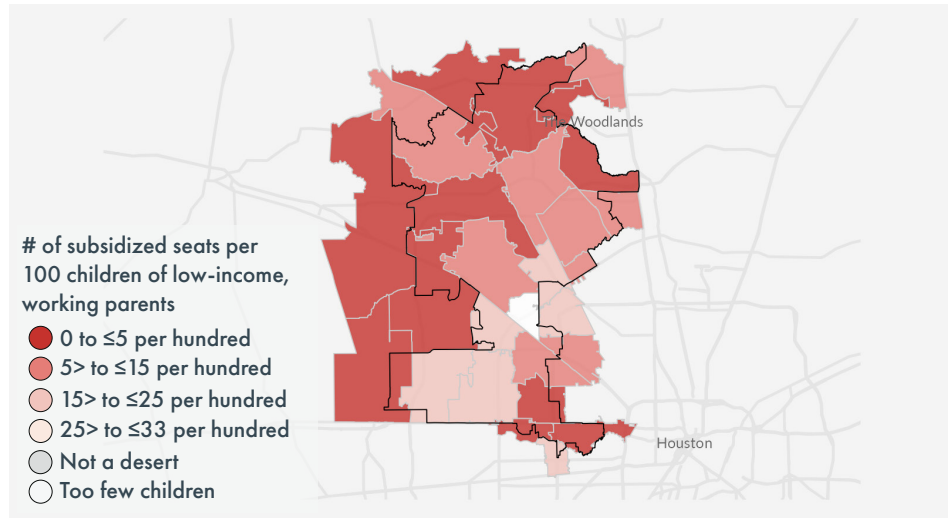 The Woodlands
# of subsidized seats per
100 children of low-income,
working parents
0 to ≤5 per hundred
5> to ≤15 per hundred
15> to ≤25 per hundred
25> to ≤33 per hundred
Not a desert
Too few children
Houston